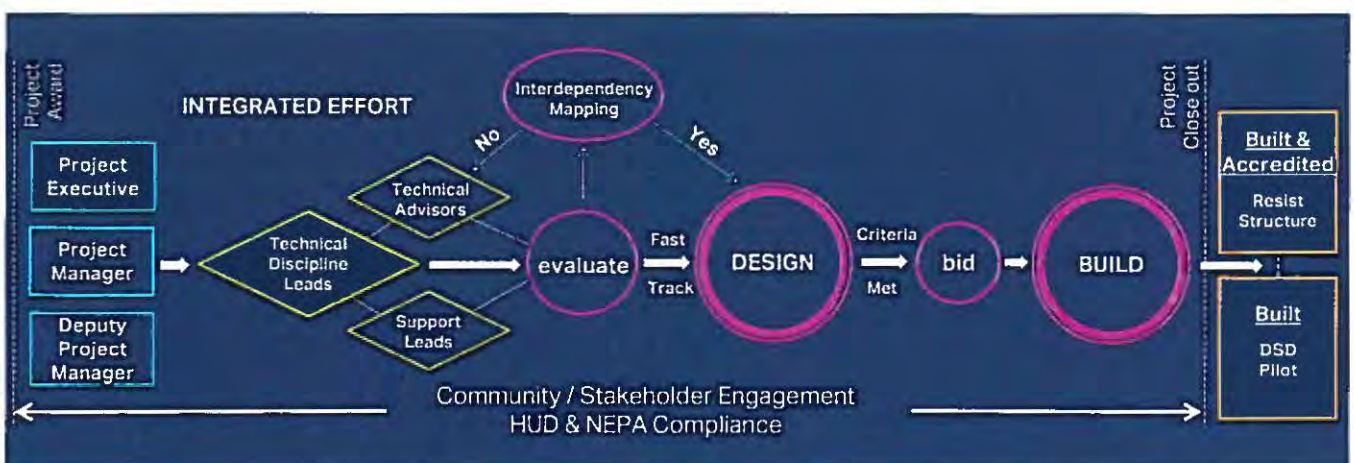 Project
Award
INTEGRATED EFFORT
Project
Executive
Project
Manager
Deputy
Project
Manager
Technical
Discipline
Leads
Technical
Advisors
Support
Leads
Interdependency
Mapping
No
Yes
evaluate
Fast
Track
DESIGN
Criteria
Met
bid
BUILD
Project
Close out
Built &
Accredited
Resist
Structure
Built
DSD
Pilot
Community / Stakeholder Engagement
HUD & NEPA Compliance